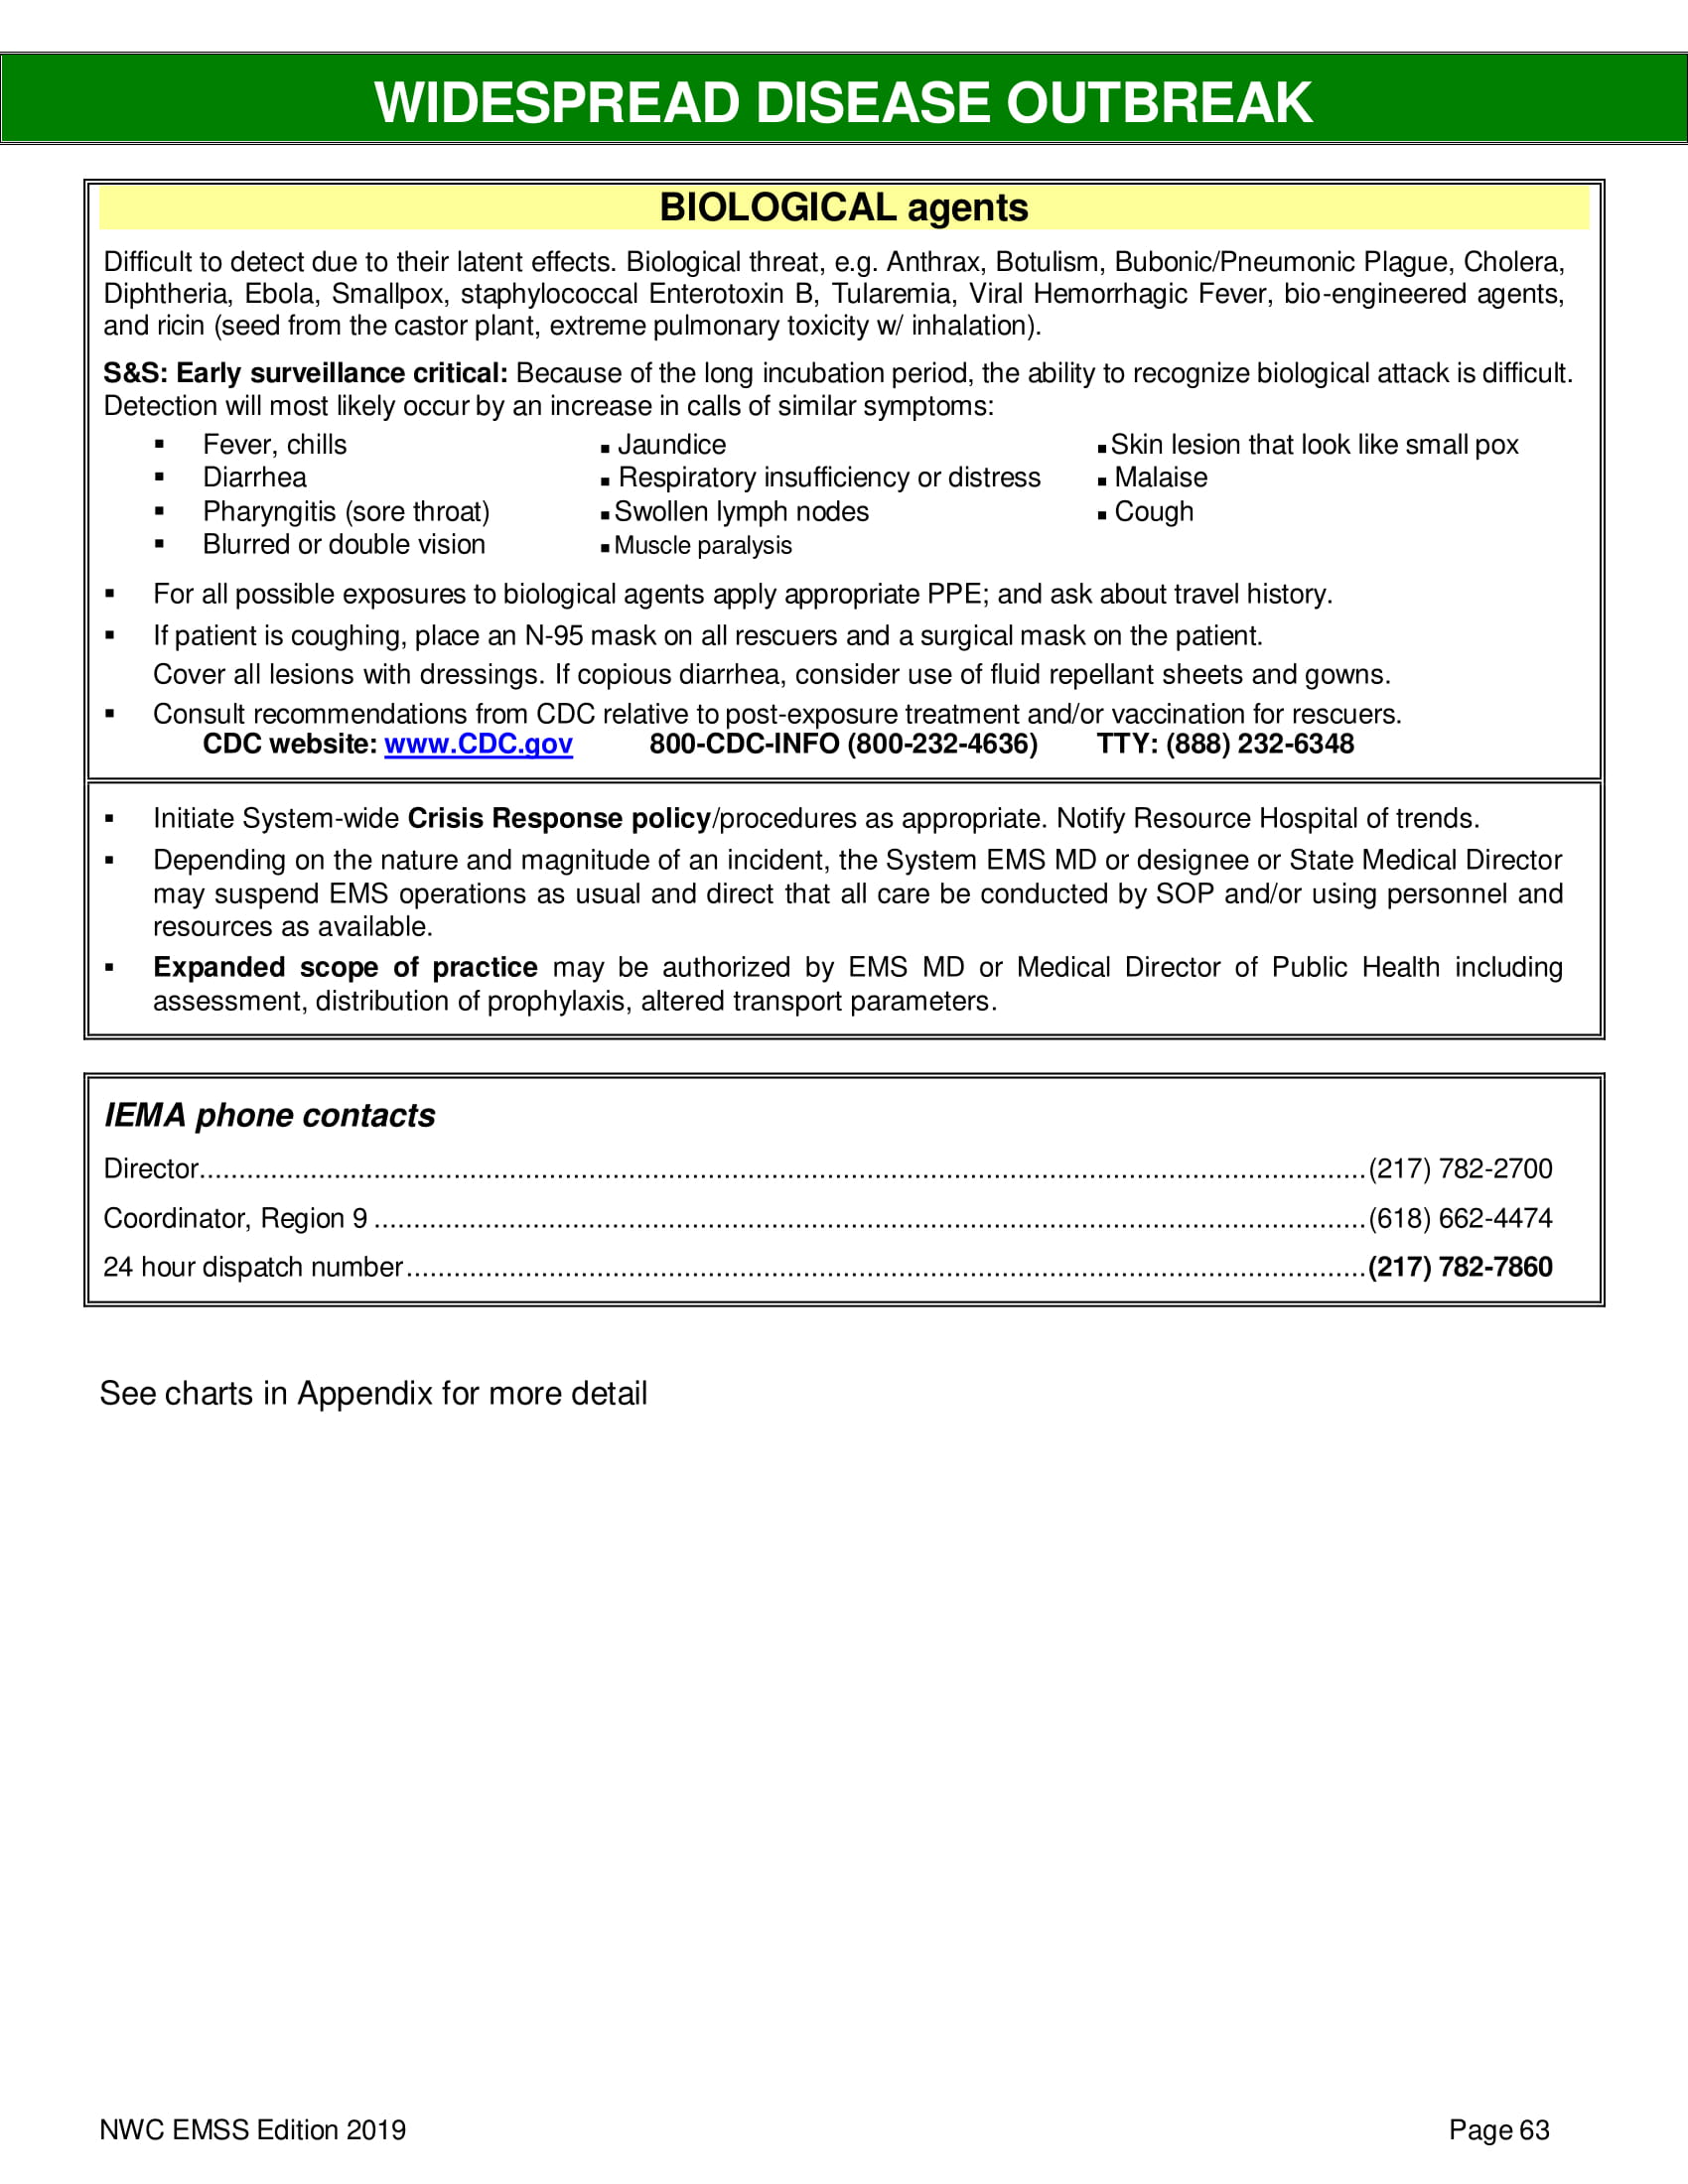 WIDESPREAD DISEASE OUTBREAK
BIOLOGICAL agents
Difficult to detect due to their latent effects. Biological threat, e.g. Anthrax, Botulism, Bubonic/Pneumonic Plague, Cholera,
Diphtheria, Ebola, Smallpox, staphylococcal Enterotoxin B, Tularemia, Viral Hemorrhagic Fever, bio-engineered agents,
and ricin (seed from the castor plant, extreme pulmonary toxicity w/ inhalation).
S&S: Early surveillance critical: Because of the long incubation period, the ability to recognize biological attack is difficult.
Detection will most likely occur by an increase in calls of similar symptoms:
▪ Fever, chills ▪ Jaundice ▪ Skin lesion that look like small pox
▪ Diarrhea ▪ Respiratory insufficiency or distress ▪ Malaise
▪ Pharyngitis (sore throat) ▪ Swollen lymph nodes ▪ Cough
▪ Blurred or double vision ▪ Muscle paralysis
▪ For all possible exposures to biological agents apply appropriate PPE; and ask about travel history.
▪ If patient is coughing, place an N-95 mask on all rescuers and a surgical mask on the patient.
Cover all lesions with dressings. If copious diarrhea, consider use of fluid repellant sheets and gowns.
▪ Consult recommendations from CDC relative to post-exposure treatment and/or vaccination for rescuers.
CDC website: www.CDC.gov 800-CDC-INFO (800-232-4636) TTY: (888) 232-6348
▪ Initiate System-wide Crisis Response policy/procedures as appropriate. Notify Resource Hospital of trends.
▪ Depending on the nature and magnitude of an incident, the System EMS MD or designee or State Medical Director
may suspend EMS operations as usual and direct that all care be conducted by SOP and/or using personnel and
resources as available.
▪ Expanded scope of practice may be authorized by EMS MD or Medical Director of Public Health including
assessment, distribution of prophylaxis, altered transport parameters.
IEMA phone contacts
Director........(217) 782-2700
Coordinator, Region 9 ........(618) 662-4474
24 hour dispatch number........(217) 782-7860
See charts in Appendix for more detail
NWC EMSS Edition 2019 Page 63